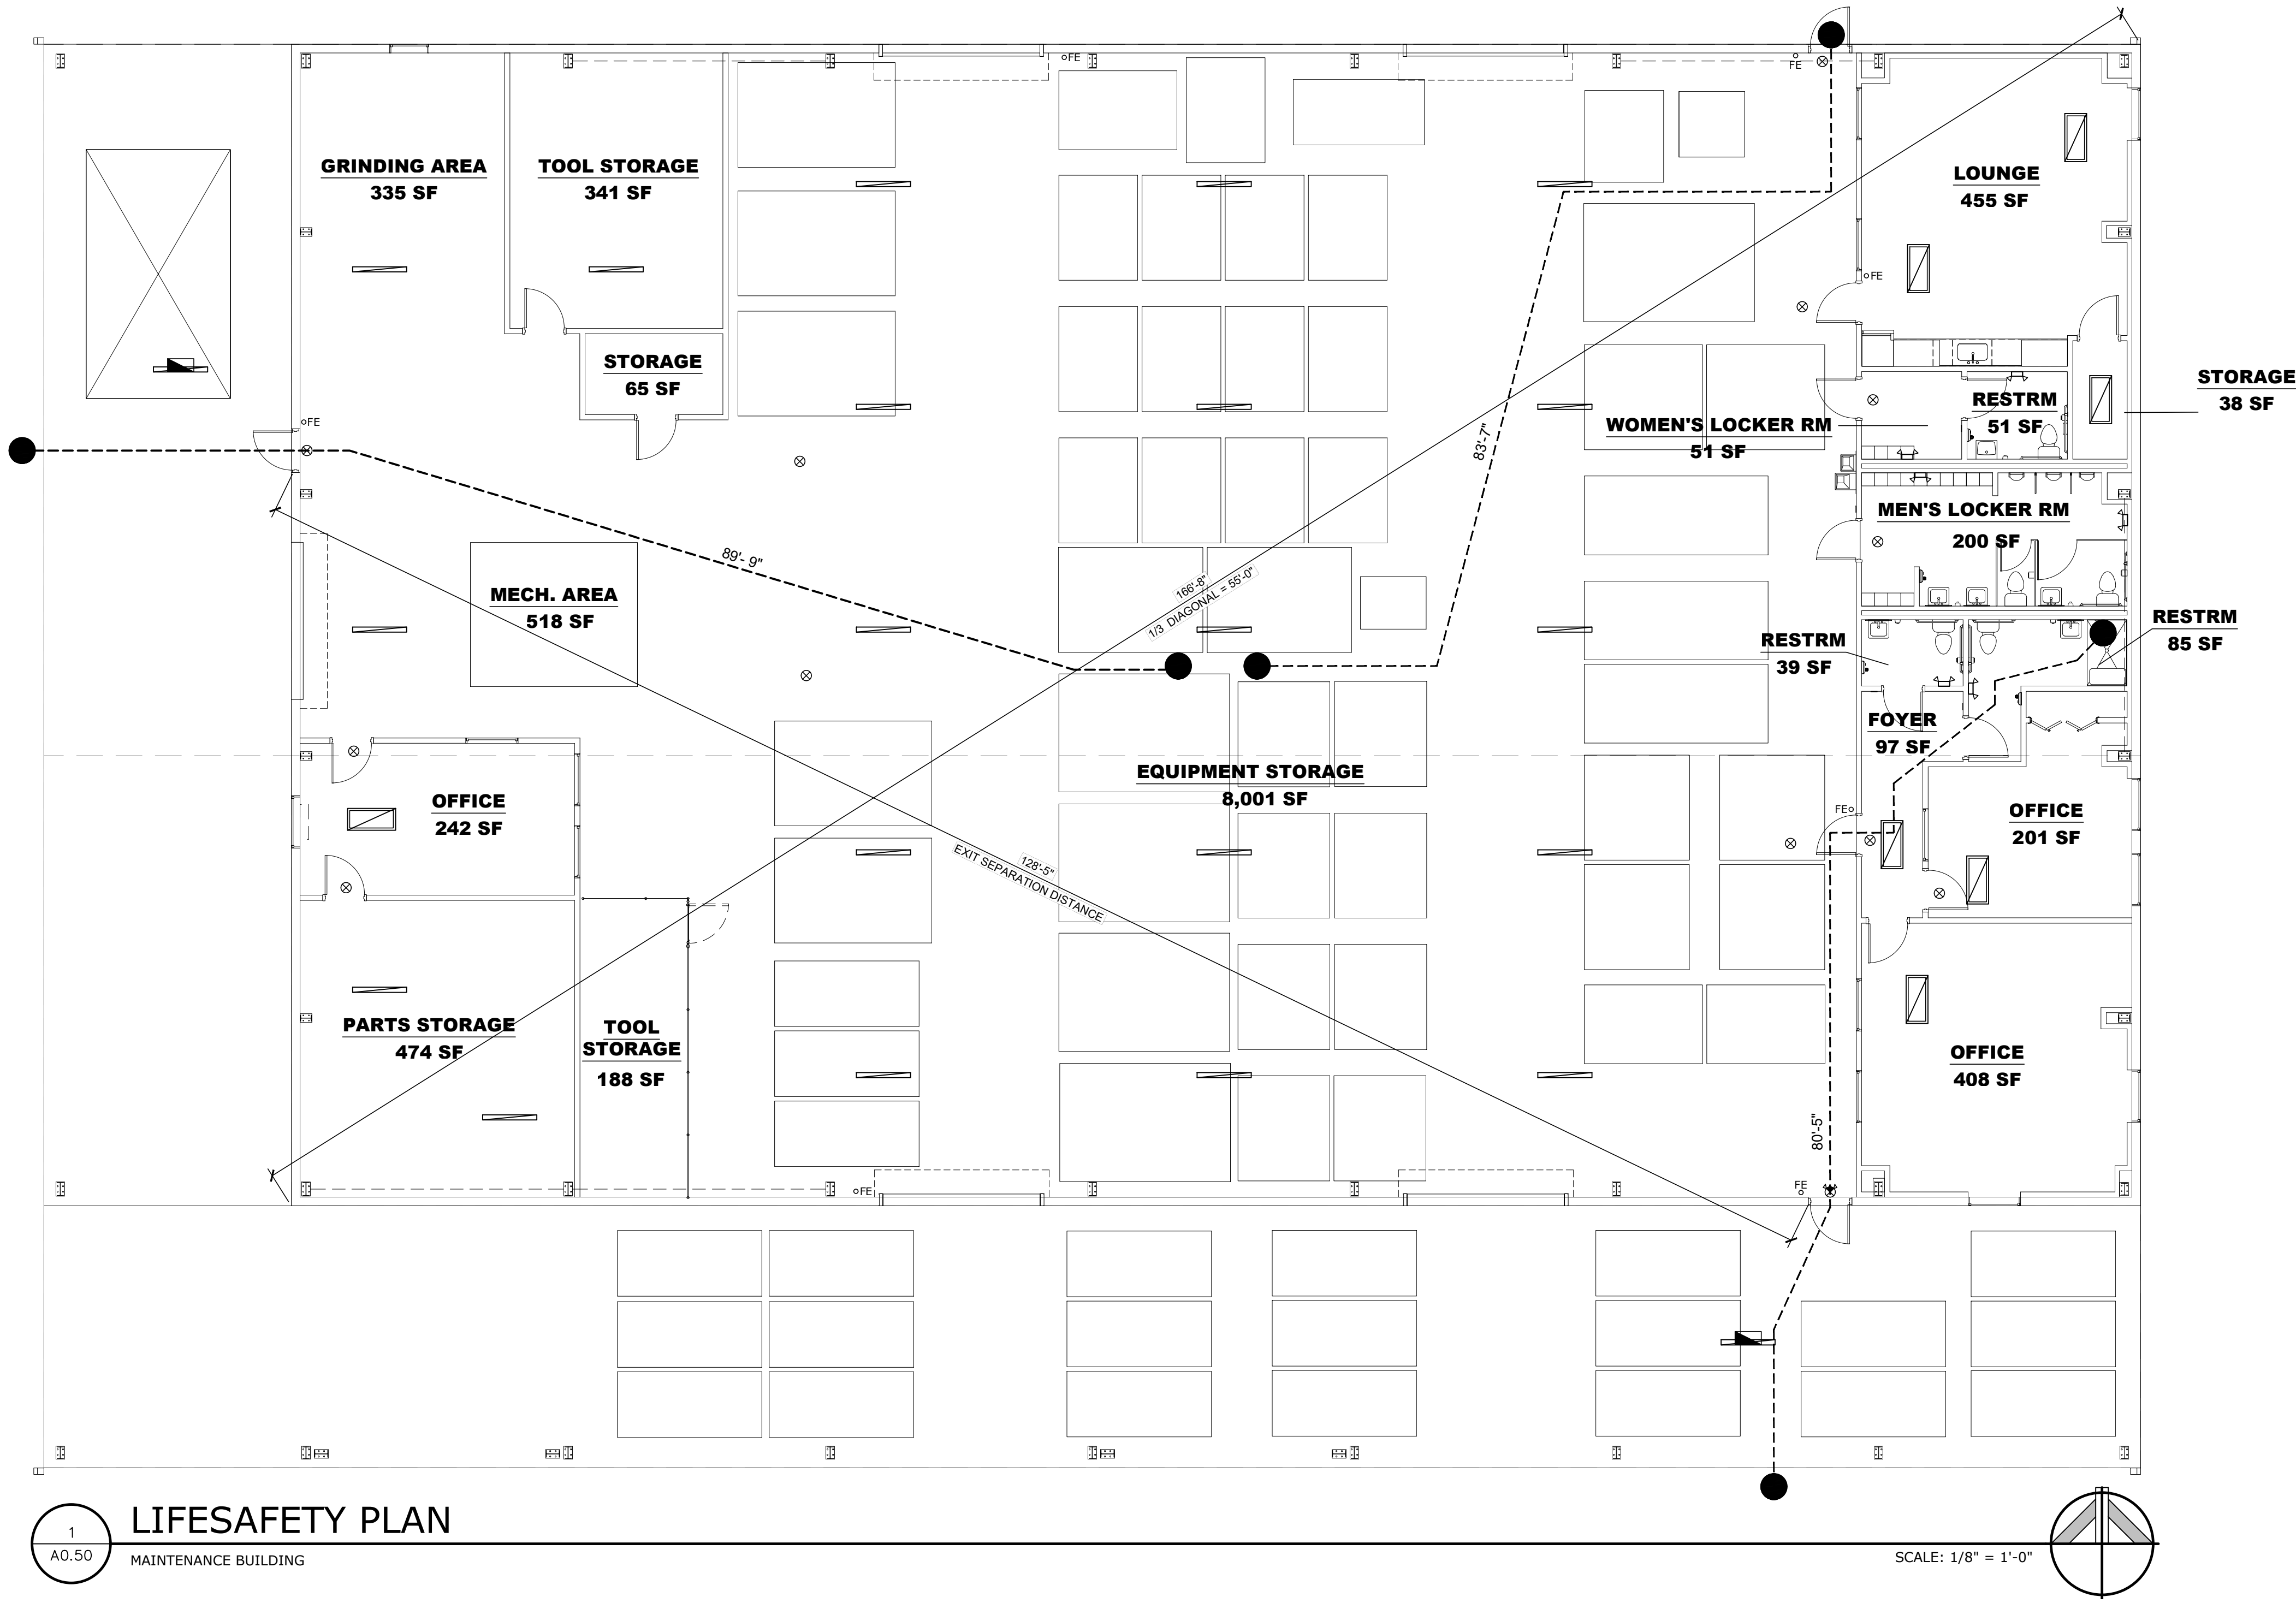 FE
FE
GRINDING AREA
335 SF
TOOL STORAGE
341 SF
LOUNGE
455 SF
FE
STORAGE
65 SF
STORAGE
38 SF
RESTRM
51 SF
WOMEN'S LOCKER RM
51 SF
FE
83'-7"
MEN'S LOCKER RM
200 SF
89'- 9"
MECH. AREA
518 SF
166'-8"
1/3 DIAGONAL = 55'-0"
RESTRM
85 SF
RESTRM
39 SF
FOYER
97 SF
EQUIPMENT STORAGE
8,001 SF
OFFICE
242 SF
FE
OFFICE
201 SF
128'-5"
EXIT SEPARATION DISTANCE
PARTS STORAGE
474 SF
TOOL
STORAGE
188 SF
OFFICE
408 SF
80'-5"
FE
FE
1
A0.50
LIFESAFETY PLAN
MAINTENANCE BUILDING
SCALE: 1/8" = 1'-0"